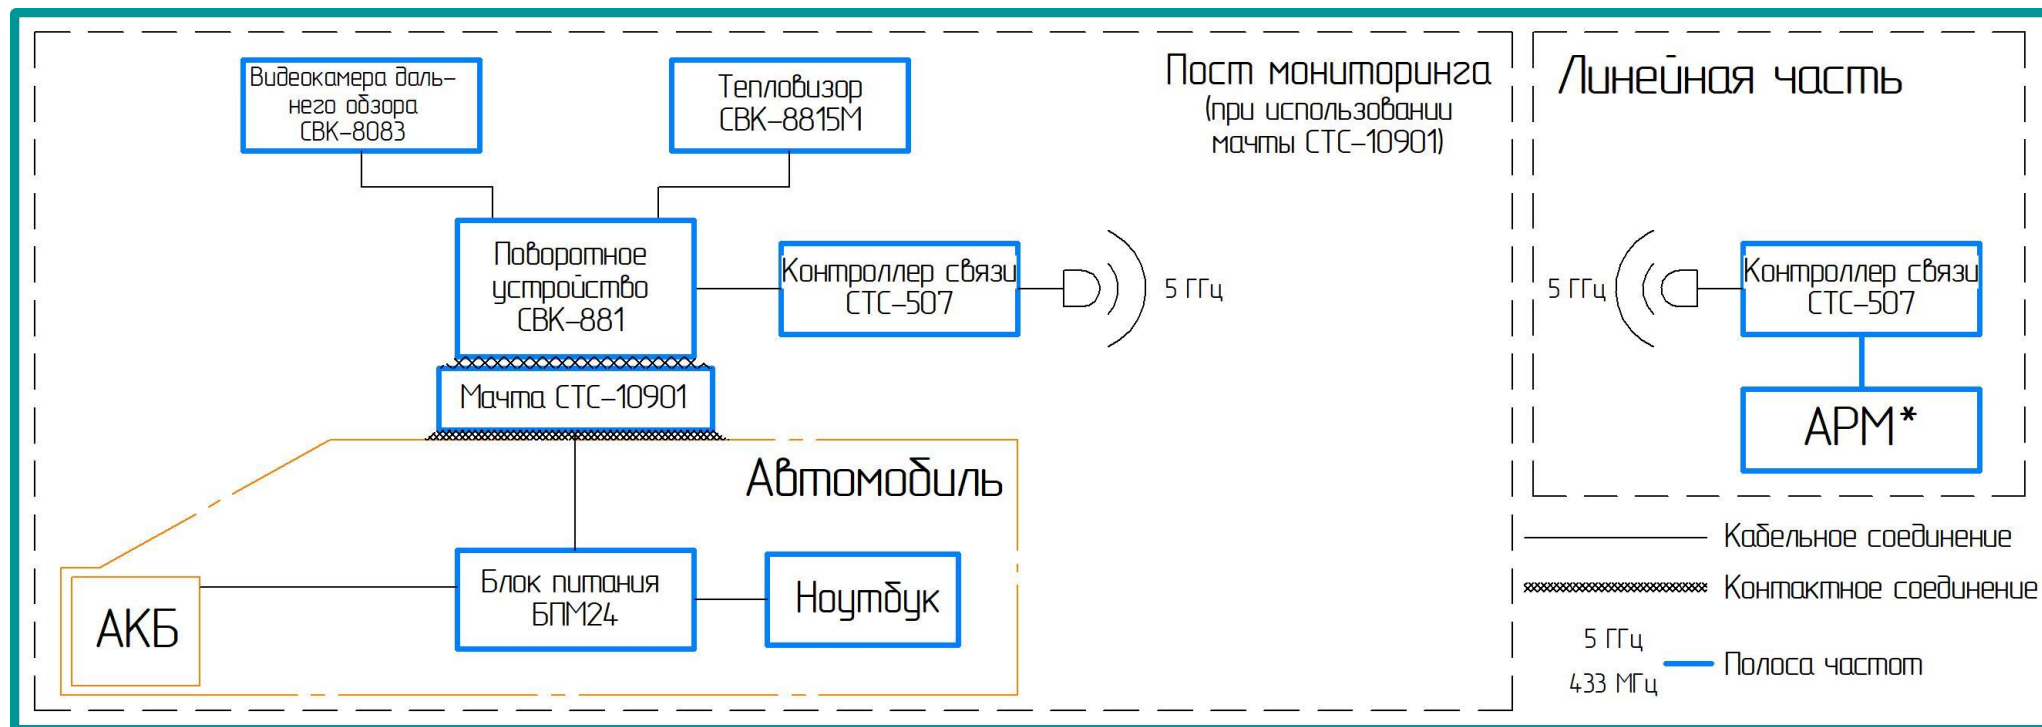 Видеокамера даль-
него обзора
СВК-8083
Тепловизор
СВК-8815М
Пост мониторинга
(при использовании
мачты СТС-10901)
Линейная часть
Поворотное
устройство
СВК-881
Контроллер связи
СТС-507
5 ГГц
5 ГГц
Контроллер связи
СТС-507
Мачта СТС-10901
АРМ*
Автомобиль
АКБ
Блок питания
БПМ24
Ноутбук
Кабельное соединение
Контактное соединение
5 ГГц
433 МГц
Полоса частот